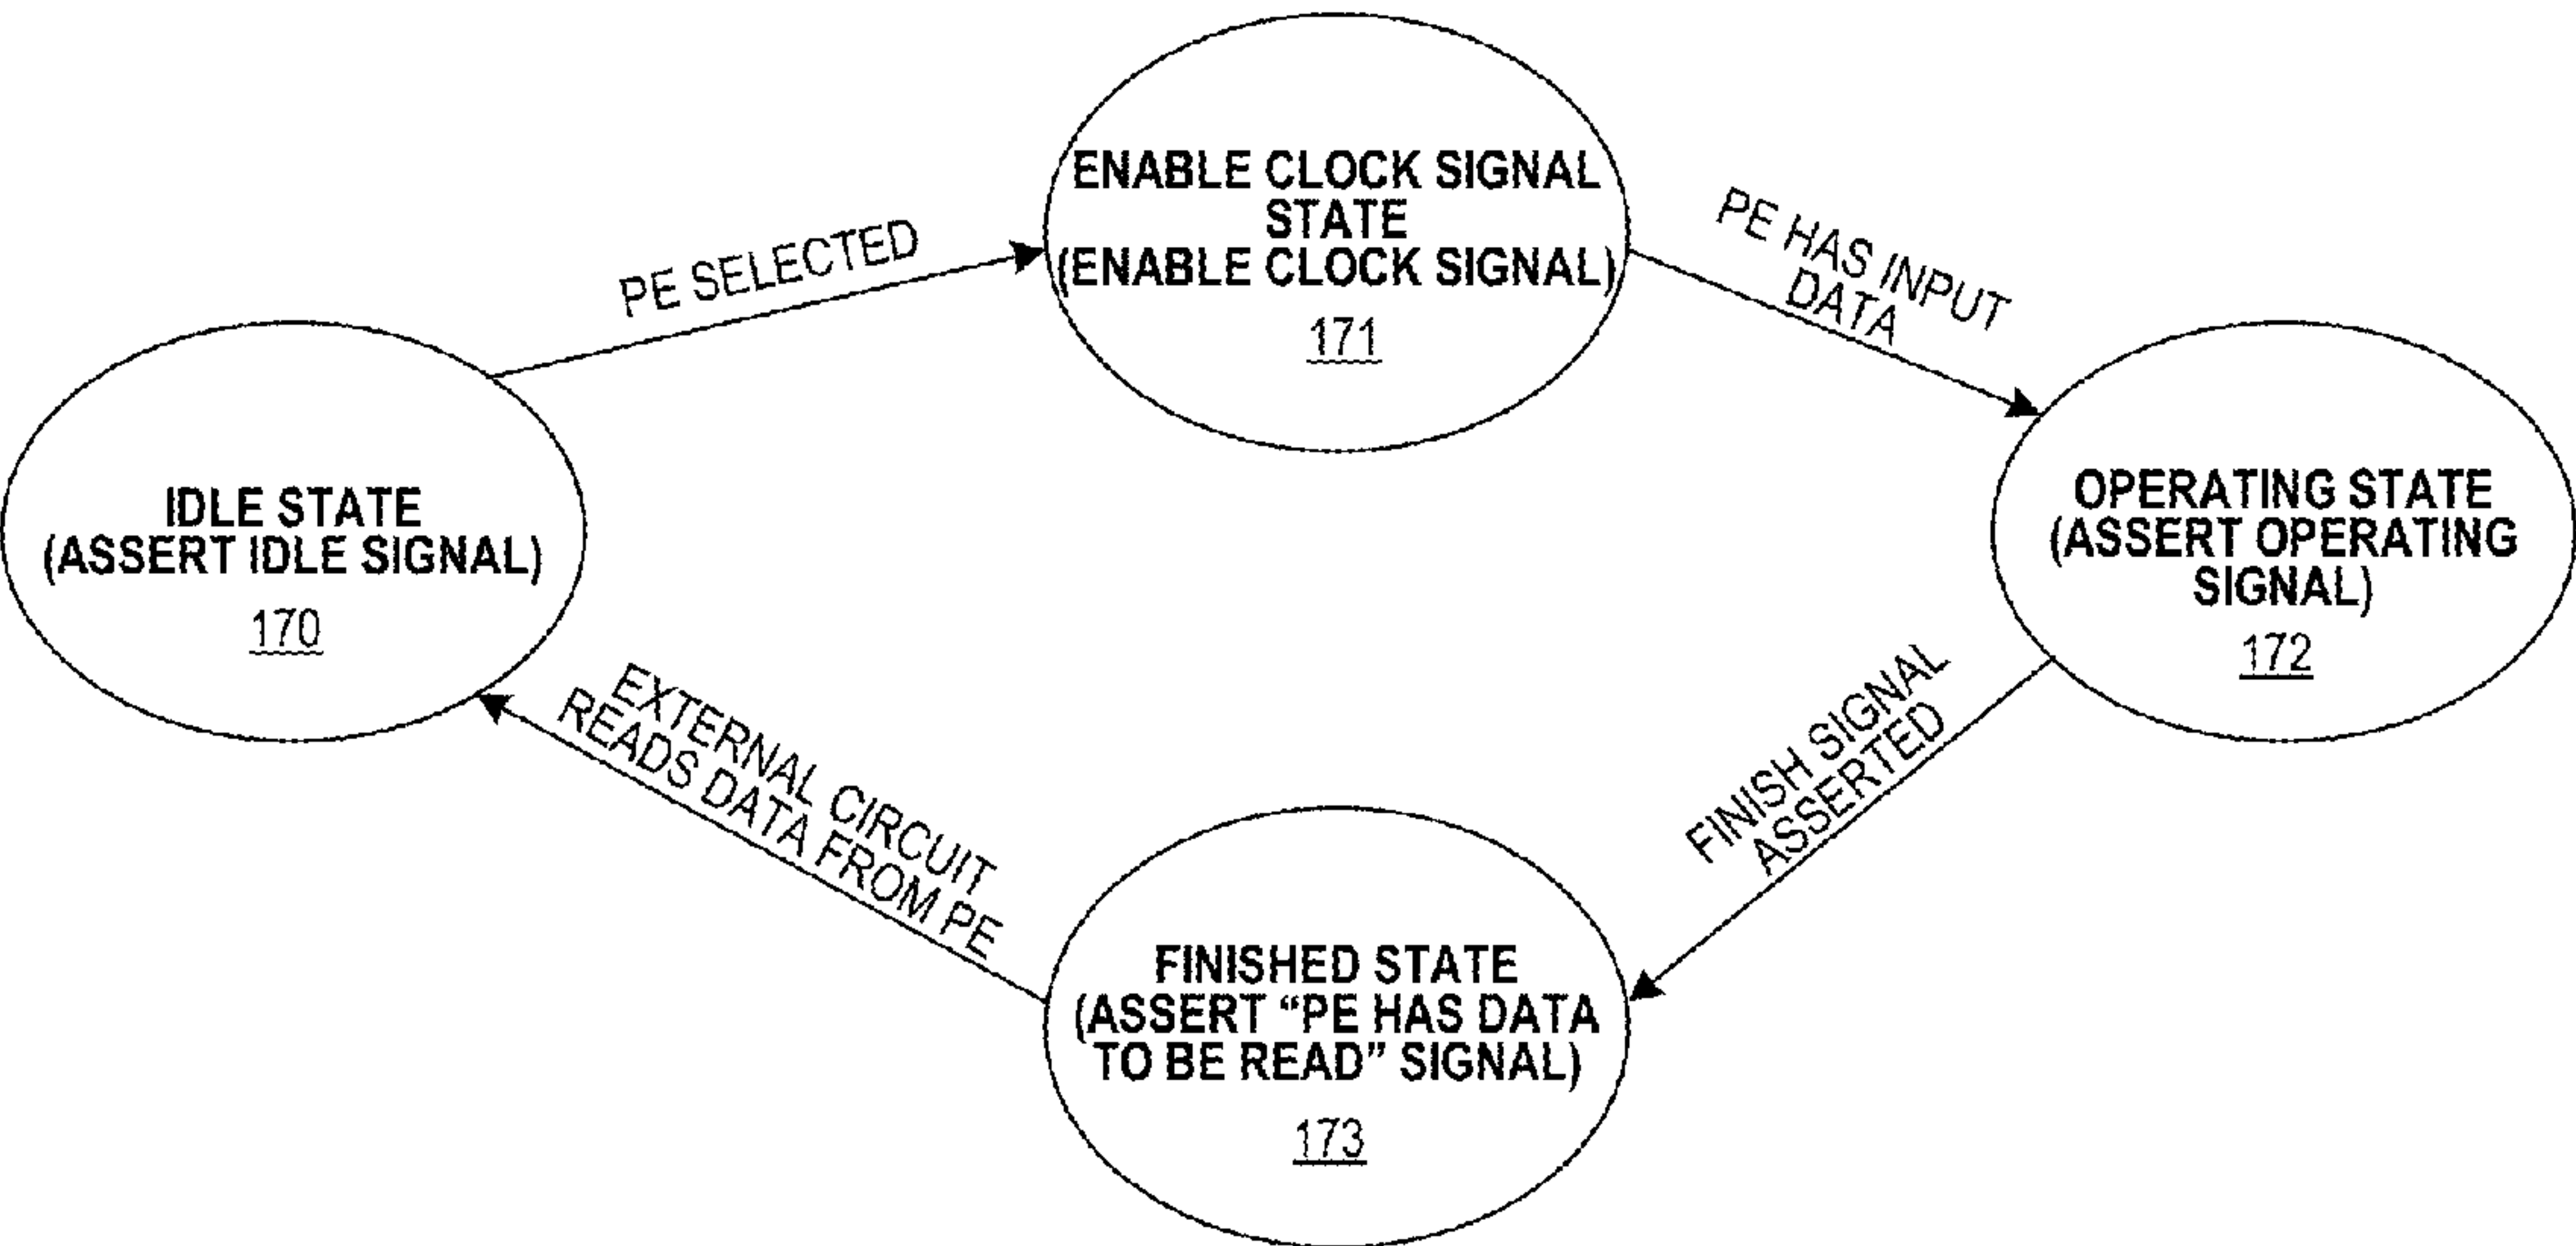 ENABLE CLOCK SIGNAL
STATE
(ENABLE CLOCK SIGNAL)
171
PE SELECTED
PE HAS INPUT
DATA
IDLE STATE
(ASSERT IDLE SIGNAL)
170
OPERATING STATE
(ASSERT OPERATING
SIGNAL)
172
EXTERNAL CIRCUIT
READS DATA FROM PE
FINISH SIGNAL
ASSERTED
FINISHED STATE
(ASSERT “PE HAS DATA
TO BE READ” SIGNAL)
173